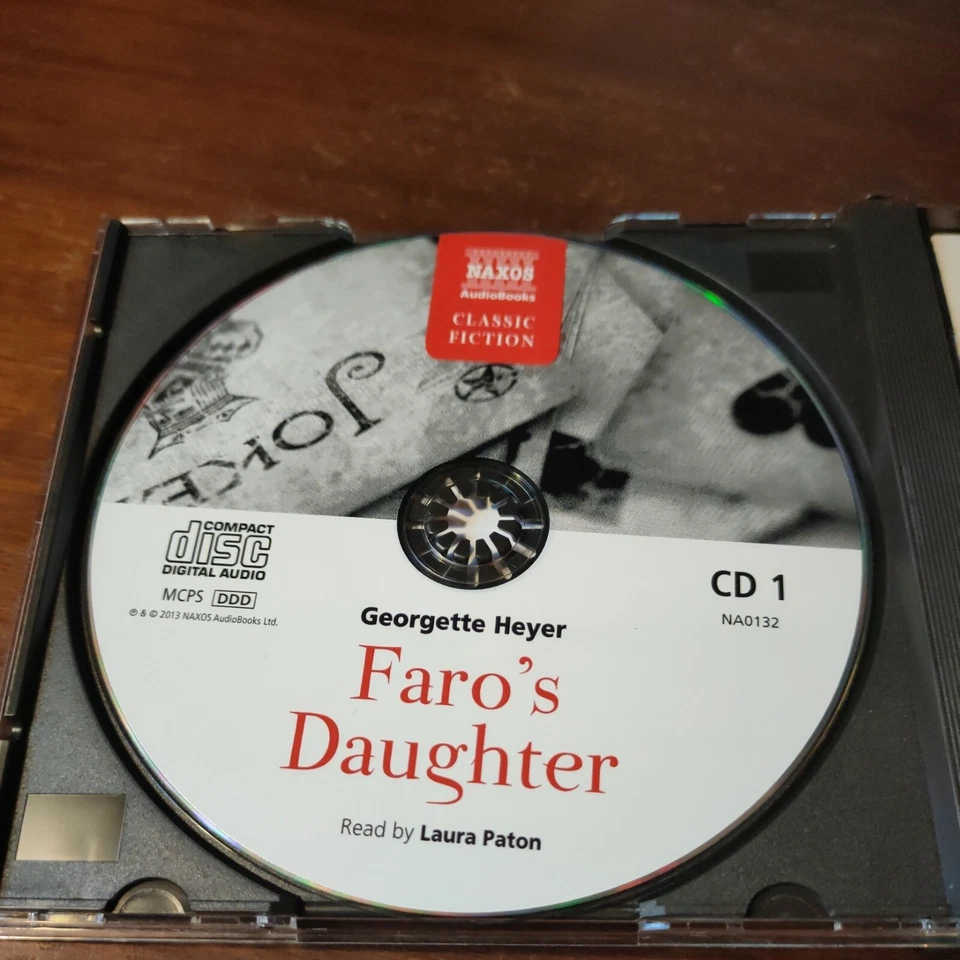 NAXOS
AudioBooks
CLASSIC
FICTION
JOKE
COMPACT
disc
DIGITAL AUDIO
MCPS DDD
℗ & © 2013 NAXOS AudioBooks Ltd.
CD 1
NA0132
Georgette Heyer
Faro's
Daughter
Read by Laura Paton